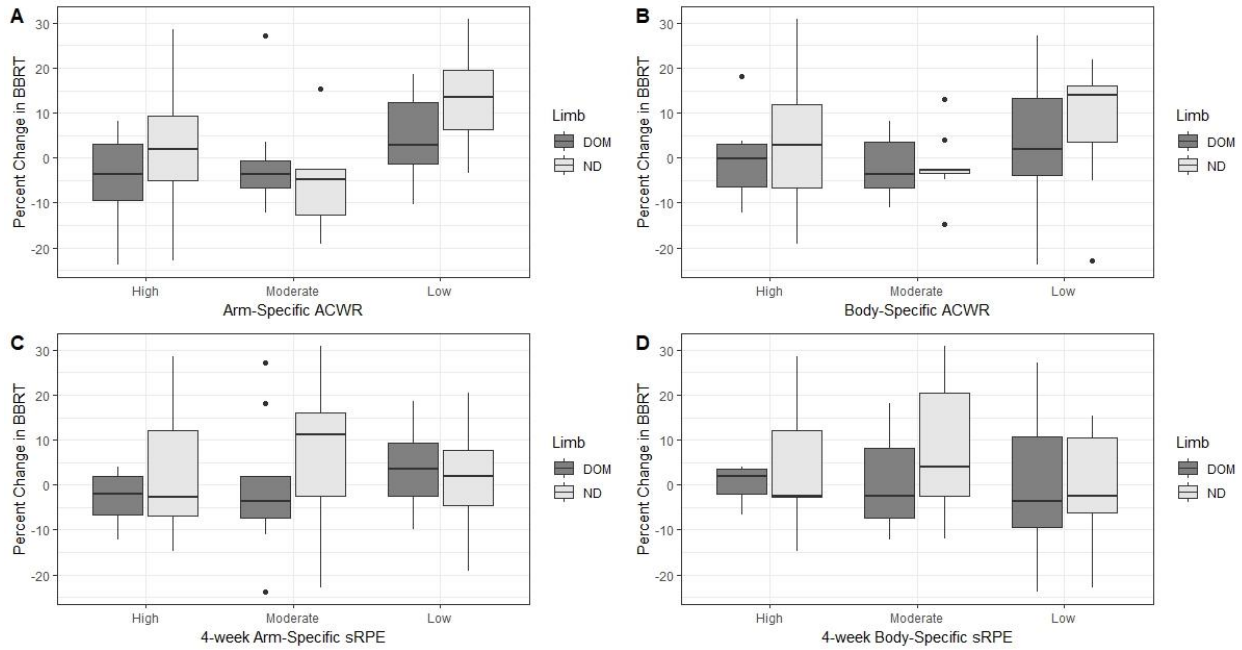 A
Percent Change in BBRT
30
20
10
0
-10
-20
High
Moderate
Low
Arm-Specific ACWR
Limb
DOM
ND
B
Percent Change in BBRT
30
20
10
0
-10
-20
High
Moderate
Low
Body-Specific ACWR
Limb
DOM
ND
C
Percent Change in BBRT
30
20
10
0
-10
-20
High
Moderate
Low
4-week Arm-Specific sRPE
Limb
DOM
ND
D
Percent Change in BBRT
30
20
10
0
-10
-20
High
Moderate
Low
4-week Body-Specific sRPE
Limb
DOM
ND